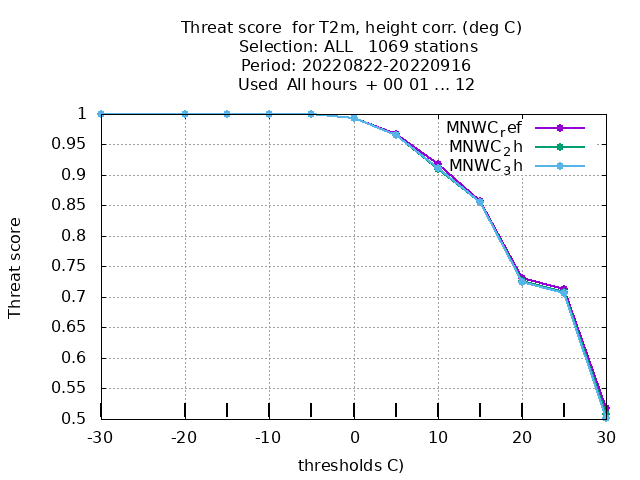 Threat score  for T2m, height corr. (deg C)
Selection: ALL   1069 stations
Period: 20220822-20220916
Used  All hours  + 00 01 ... 12
Threat score
1
0.95
0.9
0.85
0.8
0.75
0.7
0.65
0.6
0.55
0.5
MNWC_ref
MNWC_2h
MNWC_3h
-30 -20 -10 0 10 20 30
thresholds C)